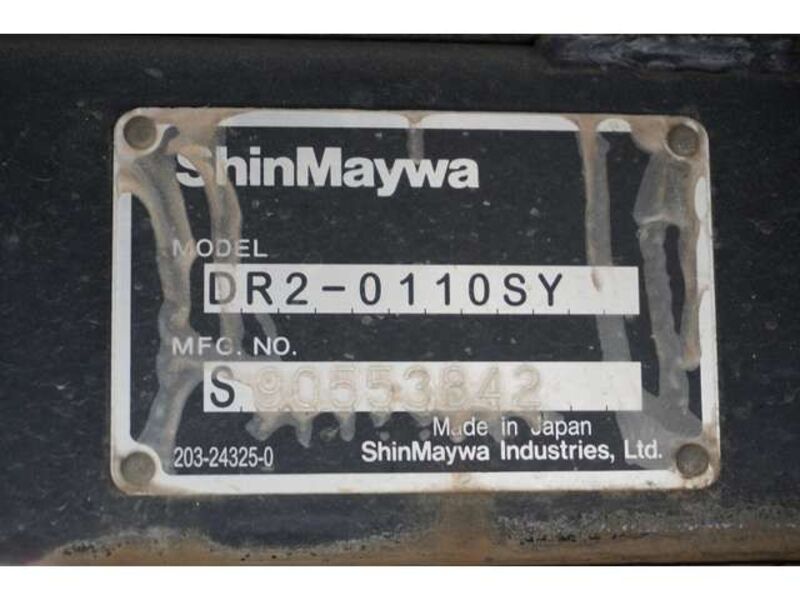 ShinMaywa
MODEL
DR2-0110SY
MFG. NO.
S 90553842
Made in Japan
203-24325-0
ShinMaywa Industries, Ltd.